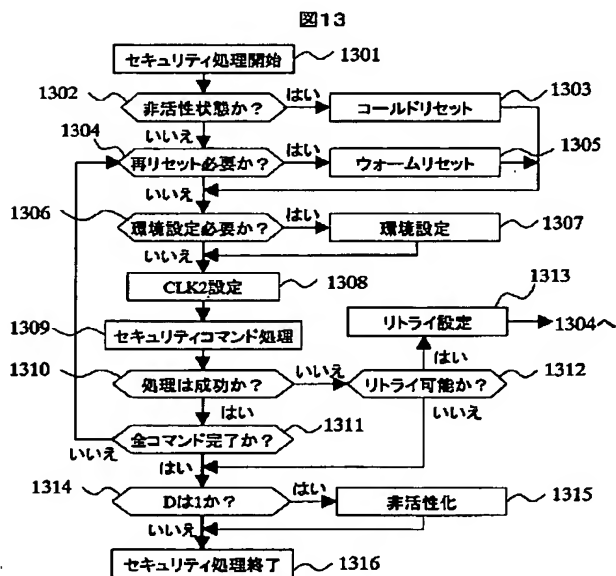 図13
セキュリティ処理開始 1301
1302 非活性状態か? はい コールドリセット 1303
いいえ
1304 再リセット必要か? はい ウォームリセット 1305
いいえ
1306 環境設定必要か? はい 環境設定 1307
いいえ
CLK2設定 1308
1313
リトライ設定 1304へ
1309 セキュリティコマンド処理
はい
1310 処理は成功か? いいえ リトライ可能か? 1312
はい いいえ
いいえ 全コマンド完了か? 1311
はい
1314 Dは1か? はい 非活性化 1315
いいえ
セキュリティ処理終了 1316